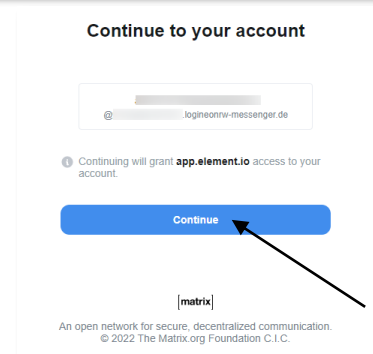 Continue to your account
@ .logineonrw-messenger.de
Continuing will grant app.element.io access to your
account.
Continue
[matrix]
An open network for secure, decentralized communication.
© 2022 The Matrix.org Foundation C.I.C.